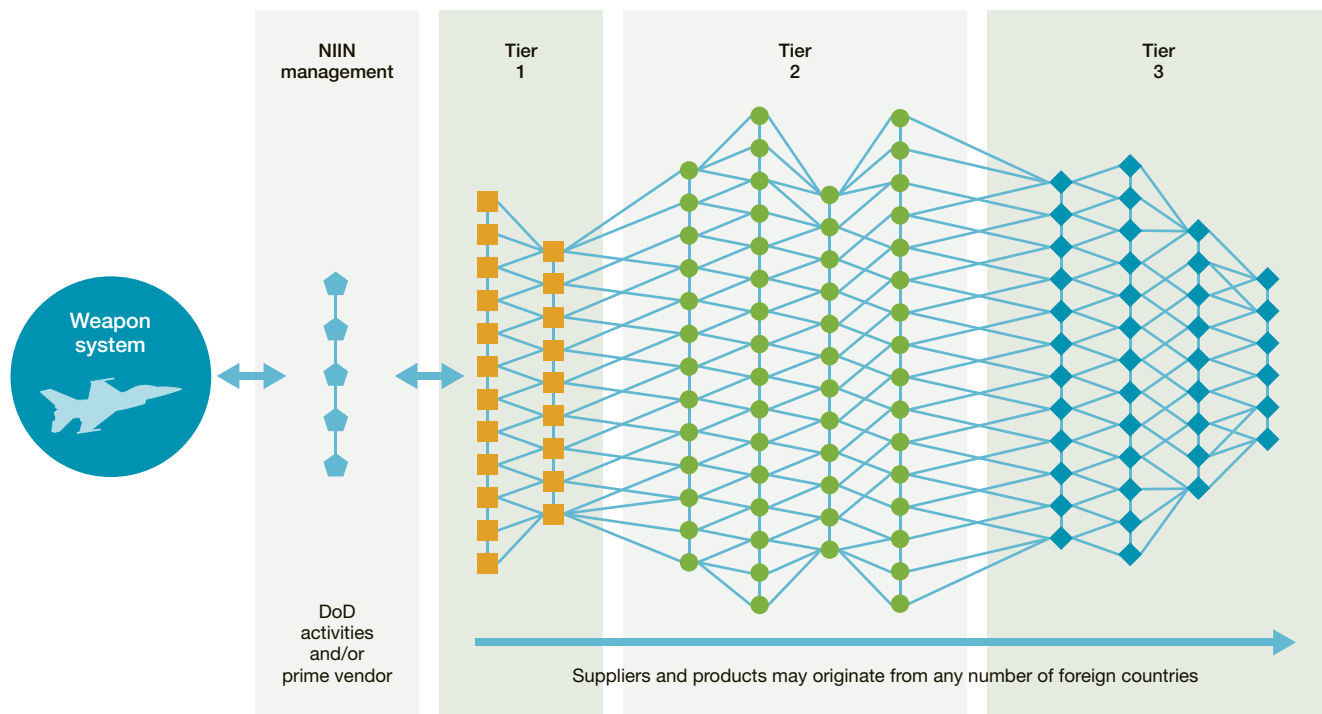 NIIN
management
Tier
1
Tier
2
Tier
3
Weapon
system
DoD
activities
and/or
prime vendor
Suppliers and products may originate from any number of foreign countries